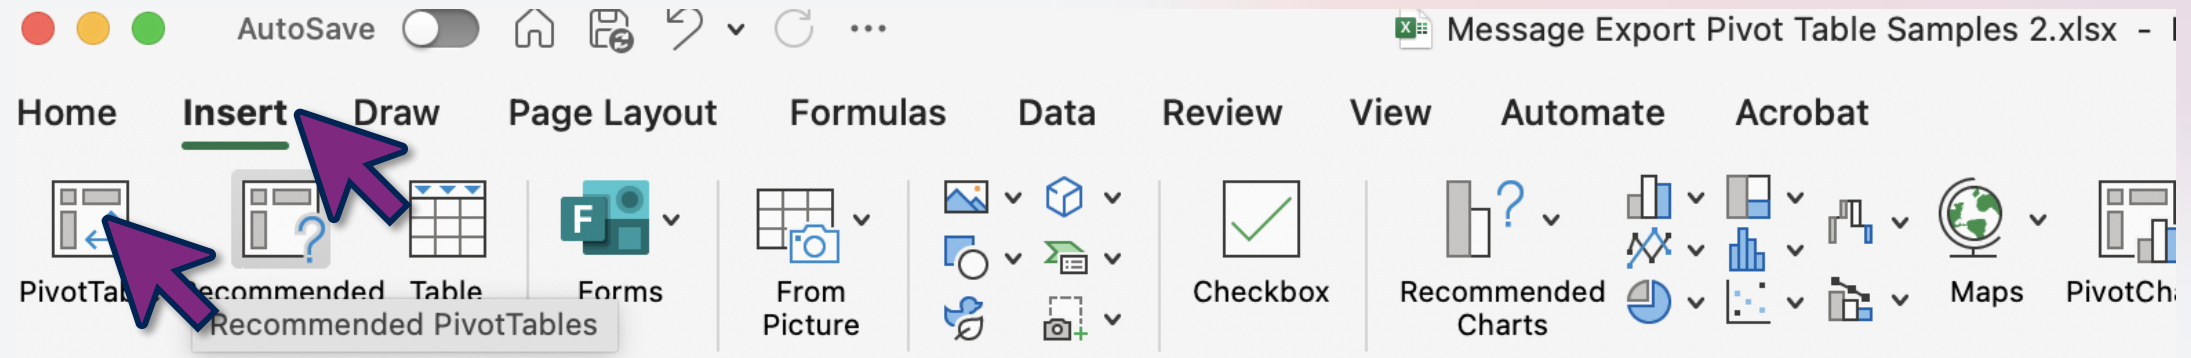 AutoSave
Message Export Pivot Table Samples 2.xlsx -
Home Insert Draw Page Layout Formulas Data Review View Automate Acrobat
F
Table Forms From Picture Checkbox Recommended Charts Maps
Recommended PivotTables